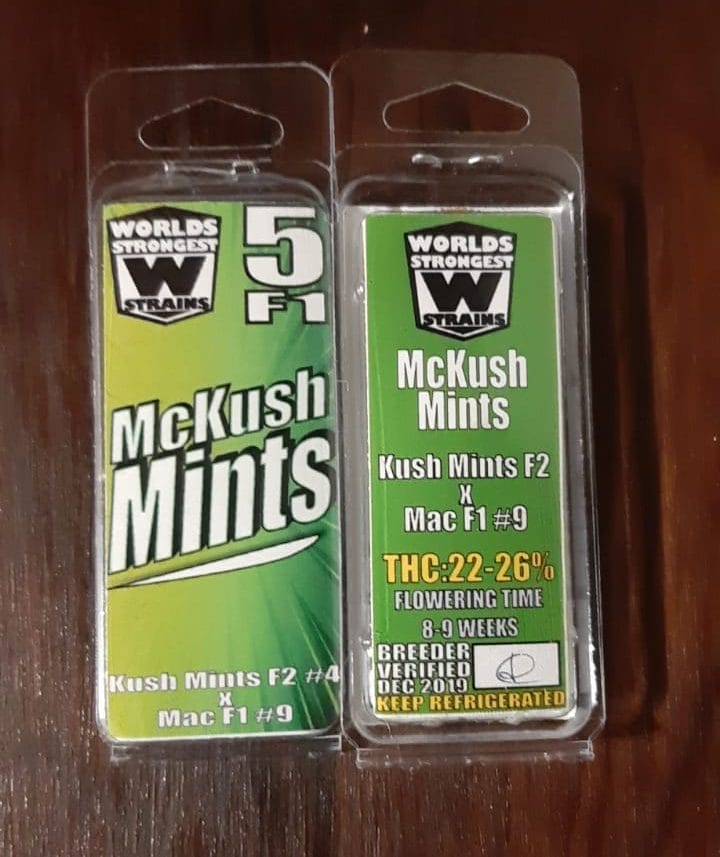 WORLDS
STRONGEST
W
STRAINS
5
F1
McKush
Mints
Kush Mints F2 #4
X
Mac F1 #9
WORLDS
STRONGEST
W
STRAINS
McKush
Mints
Kush Mints F2
X
Mac F1 #9
THC:22-26%
FLOWERING TIME
8-9 WEEKS
BREEDER
VERIFIED
DEC 2019
KEEP REFRIGERATED